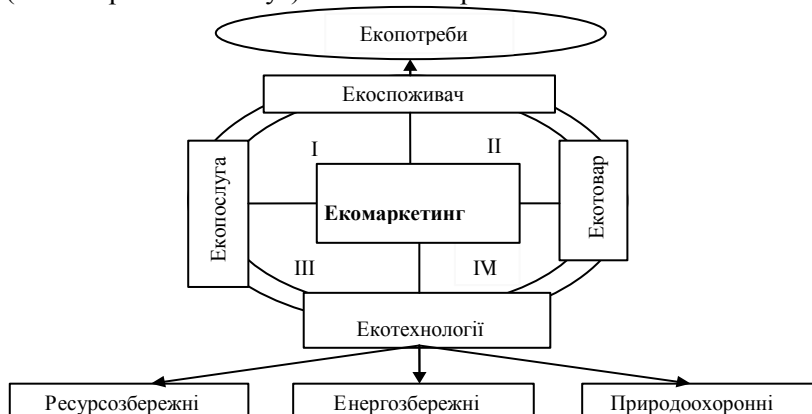 Екопотреби
Екоспоживач
I
II
Екопослуга
Екомаркетинг
Екотовар
III
IV
Екотехнології
Ресурсозбережні
Енергозбережні
Природоохоронні